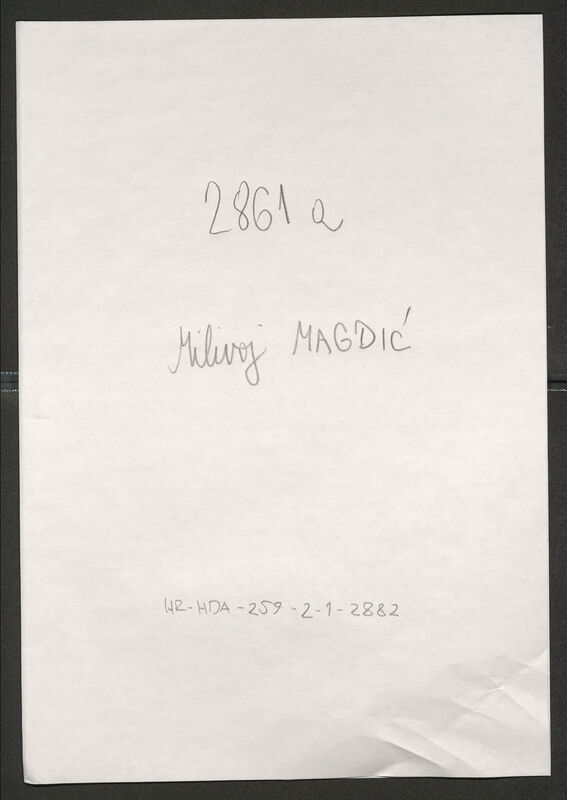 2861 a
Milivoj MAGDIĆ
HR-HDA-259-2-1-2882